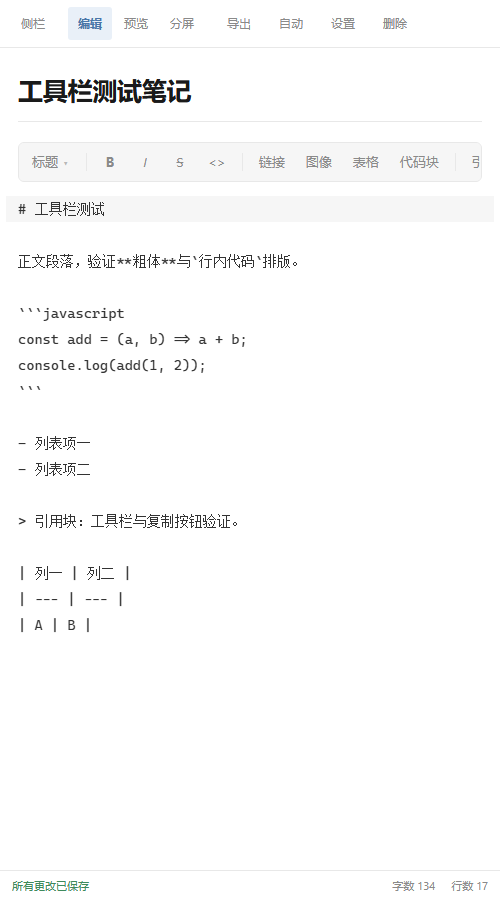 侧栏 编辑 预览 分屏 导出 自动 设置 删除
工具栏测试笔记
标题 B I S <> 链接 图像 表格 代码块
# 工具栏测试
正文段落，验证**粗体**与`行内代码`排版。
```javascript
const add = (a, b) => a + b;
console.log(add(1, 2));
```
- 列表项一
- 列表项二
> 引用块：工具栏与复制按钮验证。
| 列一 | 列二 |
| --- | --- |
| A | B |
所有更改已保存 字数 134 行数 17